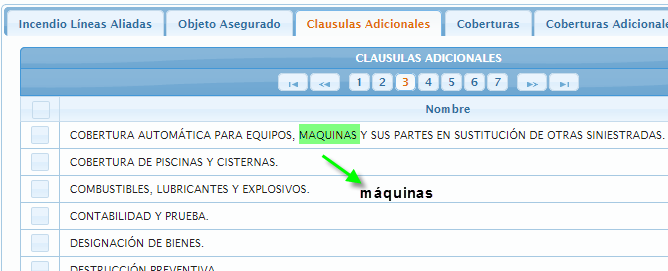 Incendio Líneas Aliadas Objeto Asegurado Clausulas Adicionales Coberturas Coberturas Adicionale
CLAUSULAS ADICIONALES
1 2 3 4 5 6 7
Nombre
COBERTURA AUTOMÁTICA PARA EQUIPOS, MAQUINAS Y SUS PARTES EN SUSTITUCIÓN DE OTRAS SINIESTRADAS.
COBERTURA DE PISCINAS Y CISTERNAS.
COMBUSTIBLES, LUBRICANTES Y EXPLOSIVOS.
máquinas
CONTABILIDAD Y PRUEBA.
DESIGNACIÓN DE BIENES.
DESTRUCCIÓN PREVENTIVA